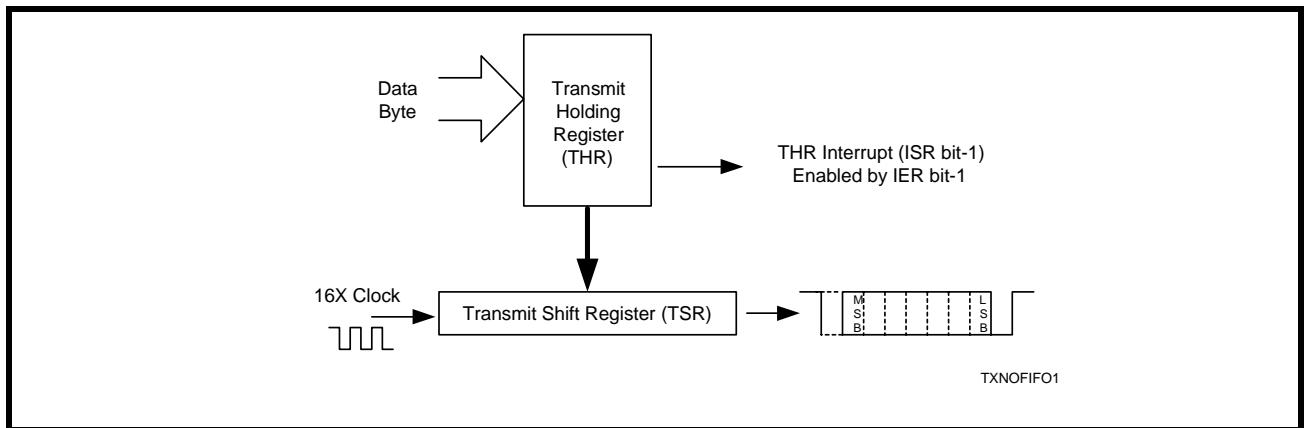 Data
Byte
Transmit
Holding
Register
(THR)
THR Interrupt (ISR bit-1)
Enabled by IER bit-1
16X Clock
Transmit Shift Register (TSR)
M
S
B
L
S
B
TXNOFIFO1